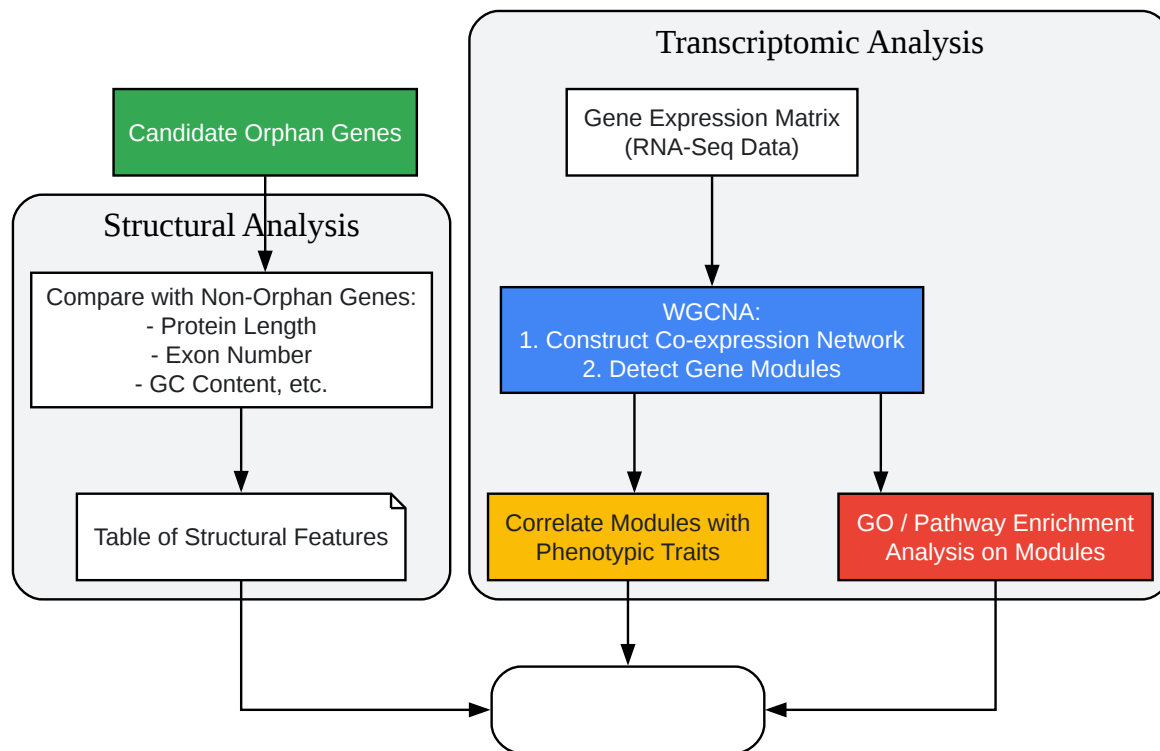 Transcriptomic Analysis
Candidate Orphan Genes
Gene Expression Matrix
(RNA-Seq Data)
Structural Analysis
Compare with Non-Orphan Genes:
- Protein Length
- Exon Number
- GC Content, etc.
WGCNA:
1. Construct Co-expression Network
2. Detect Gene Modules
Table of Structural Features
Correlate Modules with
Phenotypic Traits
GO / Pathway Enrichment
Analysis on Modules